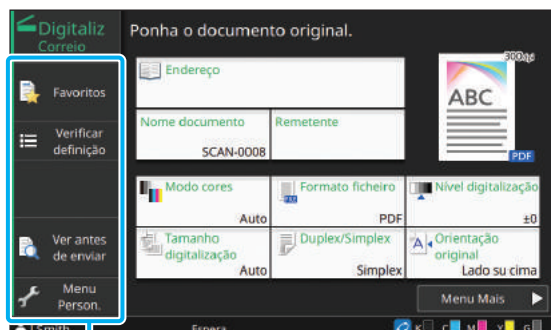 Digitaliz
Correio
Ponha o documento original.
Favoritos
Verificar
definição
Ver antes
de enviar
Menu
Person.
Endereço
Nome documento
SCAN-0008
Remetente
300
ABC
PDF
Modo cores
Auto
Formato ficheiro
PDF
Nível digitalização
±0
Tamanho
digitalização
Auto
Duplex/Simplex
Simplex
Orientação
original
Lado su cima
Menu Mais
J.Smith
Espera
K
C
M
Y
G